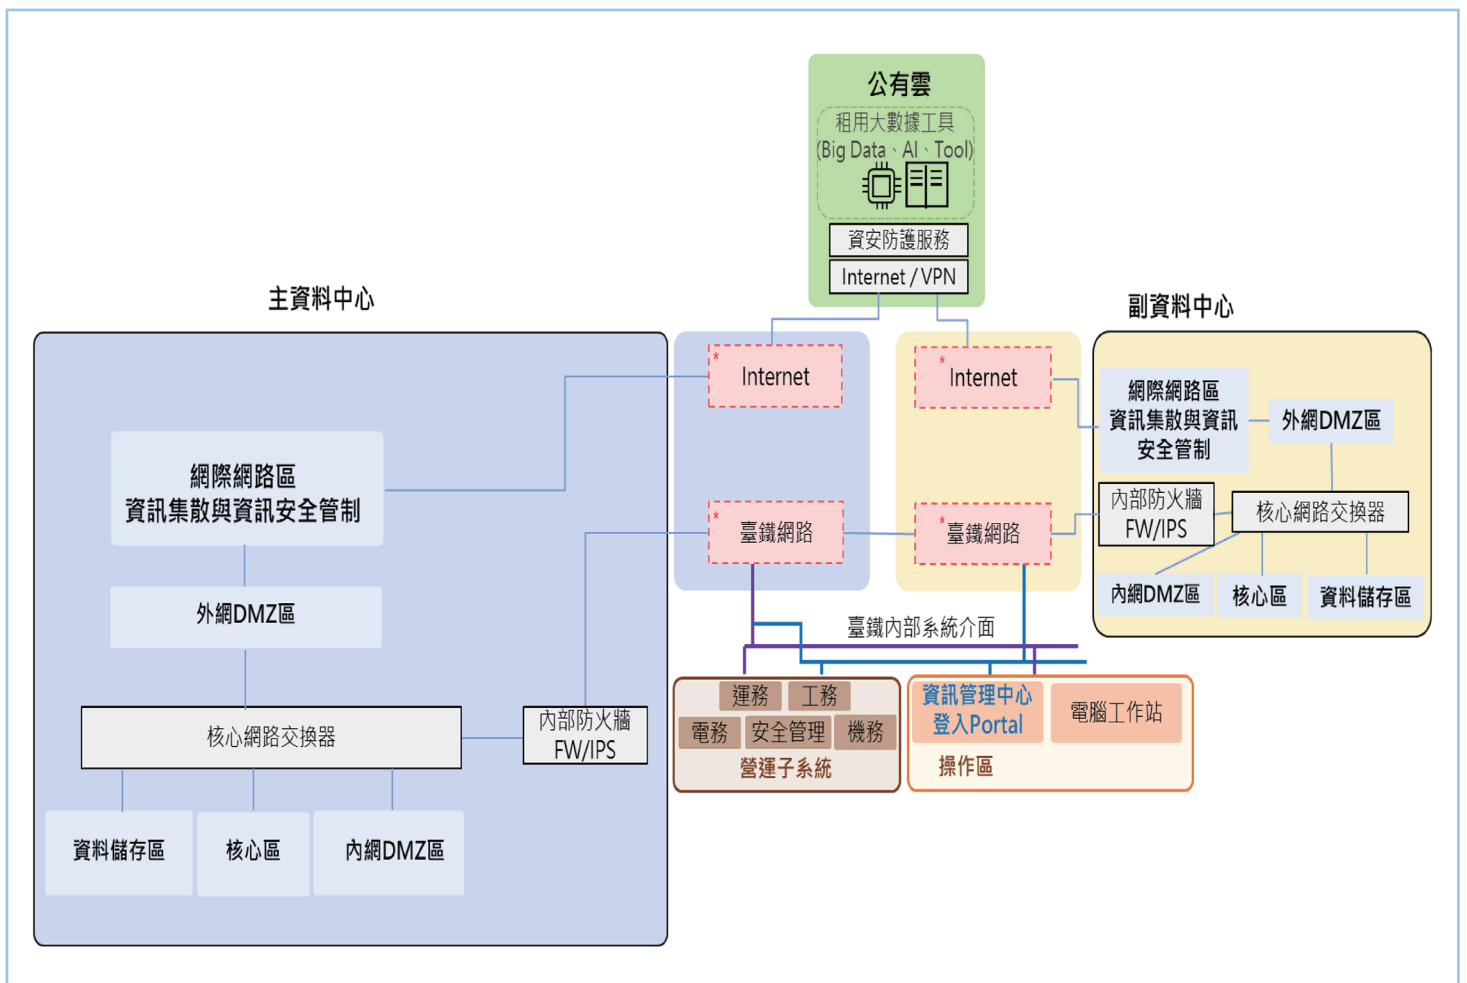 公有雲
租用大數據工具
(Big Data、AI、Tool)
資安防護服務
Internet / VPN
主資料中心
網際網路區
資訊集散與資訊安全管制
外網DMZ區
核心網路交換器
內部防火牆
FW/IPS
資料儲存區
核心區
內網DMZ區
* Internet
* 臺鐵網路
* Internet
* 臺鐵網路
副資料中心
網際網路區
資訊集散與資訊
安全管制
外網DMZ區
內部防火牆
FW/IPS
核心網路交換器
內網DMZ區
核心區
資料儲存區
臺鐵內部系統介面
運務
工務
電務
安全管理
機務
營運子系統
資訊管理中心
登入Portal
電腦工作站
操作區